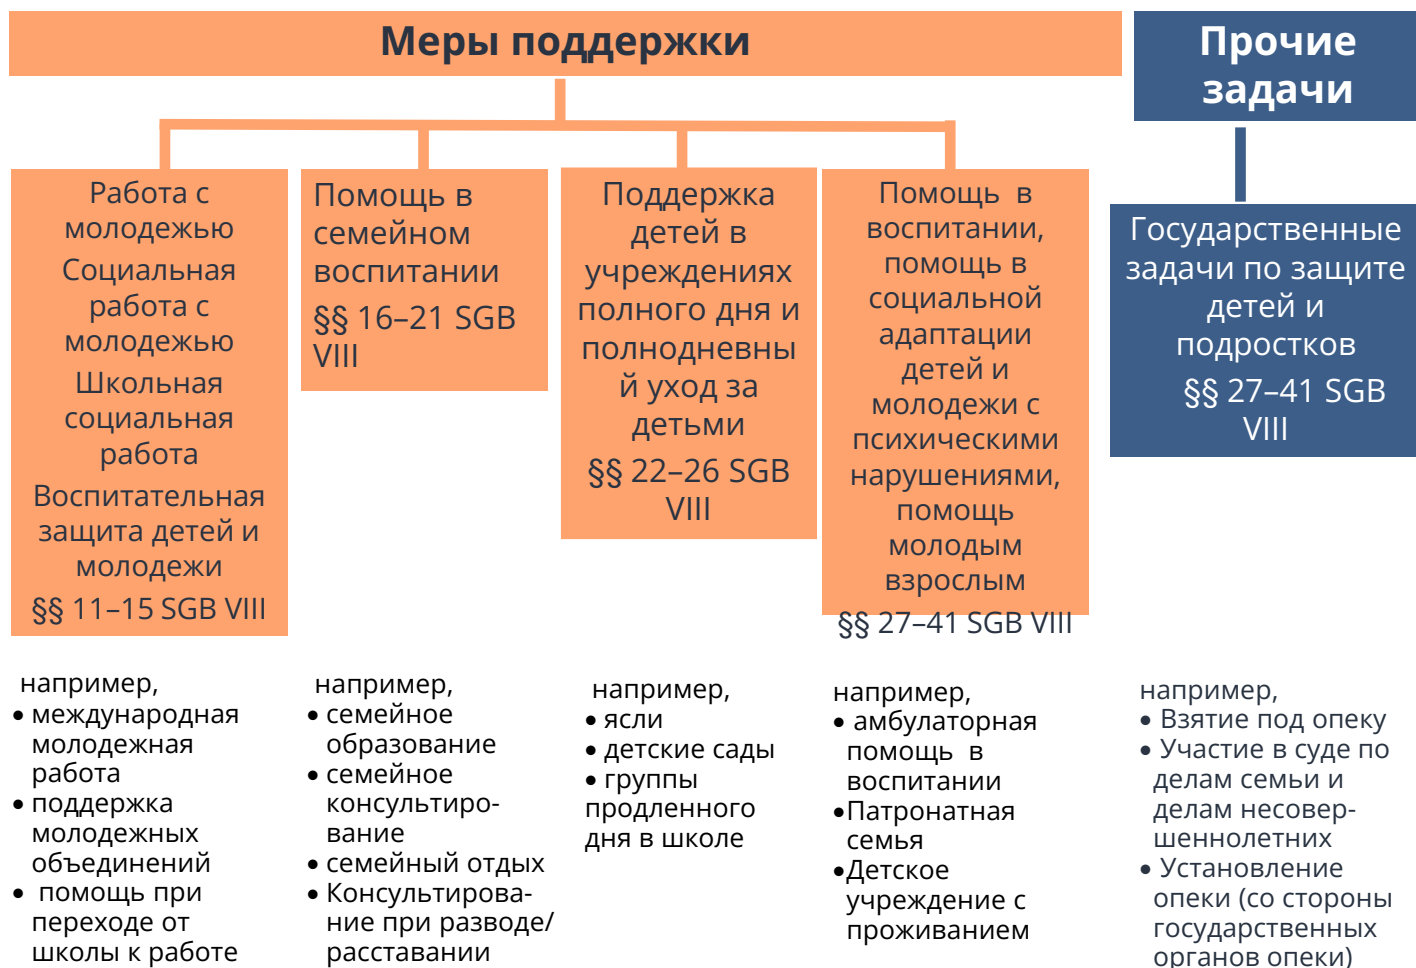 Меры поддержки
Прочие
задачи
Работа с
молодежью
Социальная
работа с
молодежью
Школьная
социальная
работа
Воспитательная
защита детей и
молодежи
§§ 11–15 SGB VIII
Помощь в
семейном
воспитании
§§ 16–21 SGB
VIII
Поддержка
детей в
учреждениях
полного дня и
полнодневны
й уход за
детьми
§§ 22–26 SGB
VIII
Помощь в
воспитании,
помощь в
социальной
адаптации
детей и
молодежи с
психическими
нарушениями,
помощь
молодым
взрослым
§§ 27–41 SGB VIII
Государственные
задачи по защите
детей и
подростков
§§ 27–41 SGB
VIII
например,
• международная
молодежная
работа
• поддержка
молодежных
объединений
• помощь при
переходе от
школы к работе
например,
• семейное
образование
• семейное
консультиро-
вание
• семейный отдых
• Консультирова-
ние при разводе/
расставании
например,
• ясли
• детские сады
• группы
продленного
дня в школе
например,
• амбулаторная
помощь в
воспитании
•Патронатная
семья
•Детское
учреждение с
проживанием
например,
• Взятие под опеку
• Участие в суде по
делам семьи и
делам несовер-
шеннолетних
• Установление
опеки (со стороны
государственных
органов опеки)